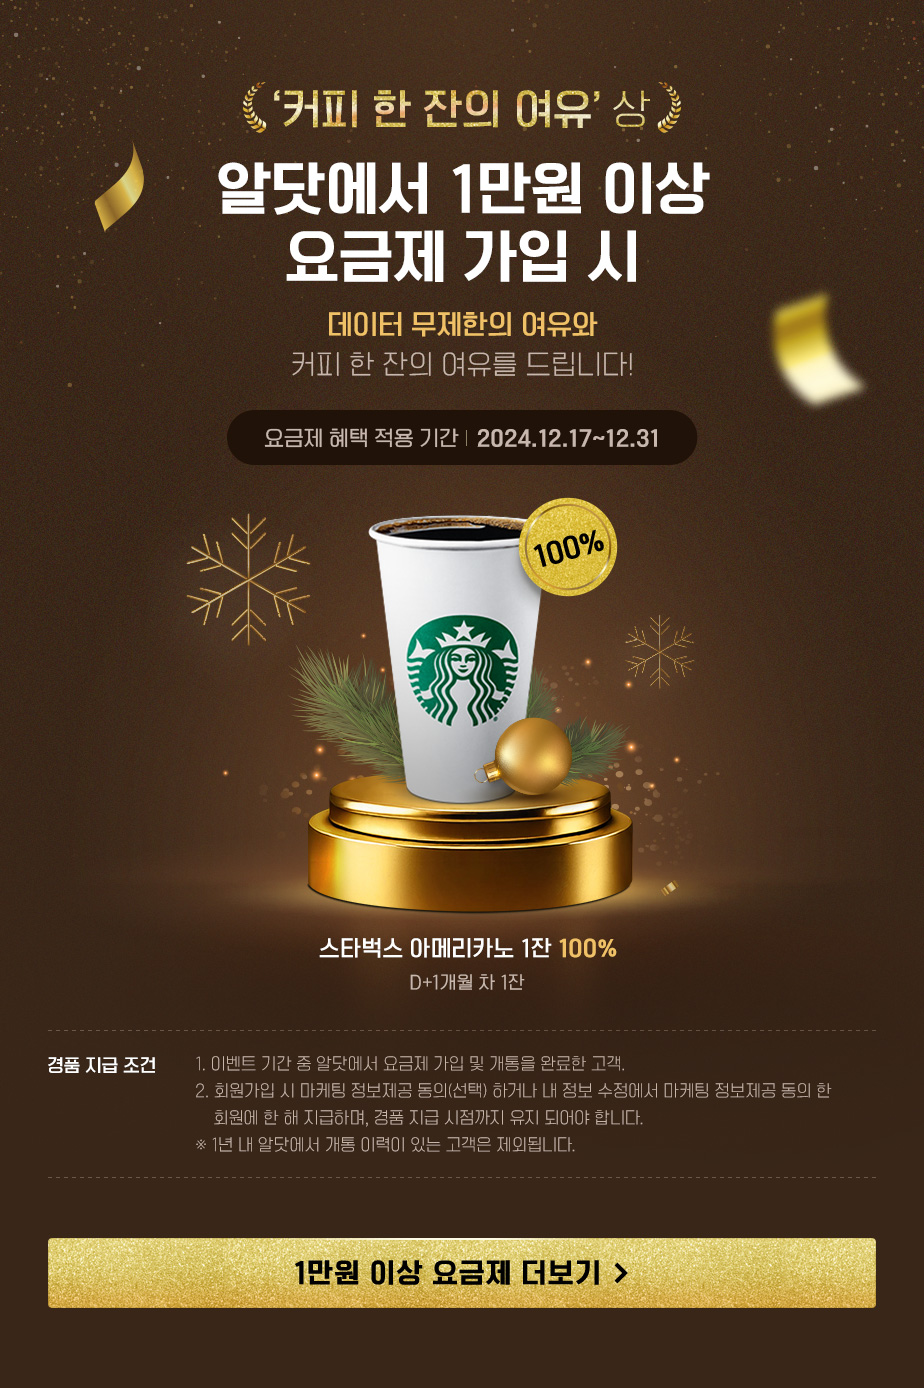 ‘커피 한 잔의 여유’ 상
알닷에서 1만원 이상
요금제 가입 시
데이터 무제한의 여유와
커피 한 잔의 여유를 드립니다!
요금제 혜택 적용 기간 | 2024.12.17~12.31
100%
스타벅스 아메리카노 1잔 100%
D+1개월 차 1잔
경품 지급 조건
1. 이벤트 기간 중 알닷에서 요금제 가입 및 개통을 완료한 고객.
2. 회원가입 시 마케팅 정보제공 동의(선택) 하거나 내 정보 수정에서 마케팅 정보제공 동의 한
회원에 한 해 지급하며, 경품 지급 시점까지 유지 되어야 합니다.
※ 1년 내 알닷에서 개통 이력이 있는 고객은 제외됩니다.
1만원 이상 요금제 더보기 >